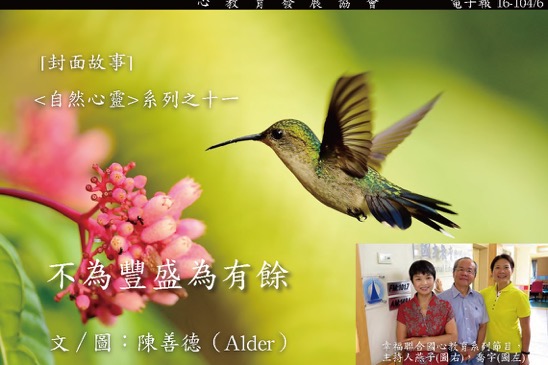 心教育發展協會
電子報 16-104/6
[封面故事]
<自然心靈>系列之十一
不為豐盛為有餘
文/圖：陳善德（Alder）
幸福聯合國心教育系列節目，
主持人燕子(圖右)，喬宇(圖左)